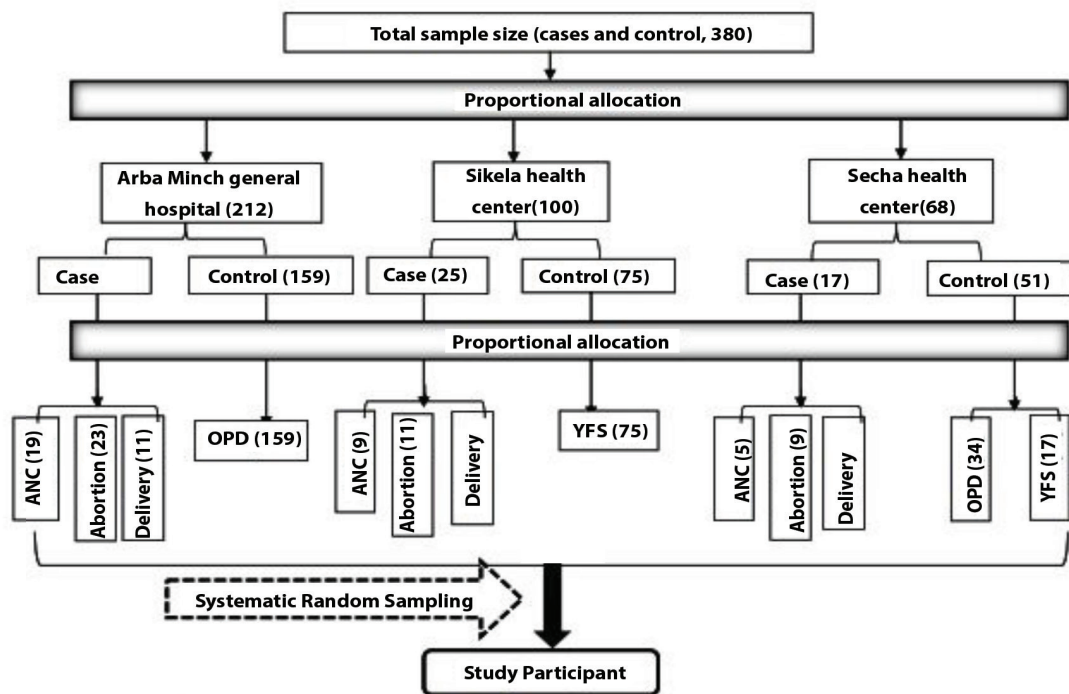 Total sample size (cases and control, 380)
Proportional allocation
Arba Minch general
hospital (212)
Sikela health
center(100)
Secha health
center(68)
Case
Control (159)
Case (25)
Control (75)
Case (17)
Control (51)
Proportional allocation
ANC (19)
Abortion (23)
Delivery (11)
OPD (159)
ANC (9)
Abortion (11)
Delivery
YFS (75)
ANC (5)
Abortion (9)
Delivery
OPD (34)
YFS (17)
Systematic Random Sampling
Study Participant